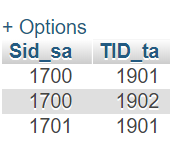 + Options
Sid_sa TID_ta
1700 1901
1700 1902
1701 1901